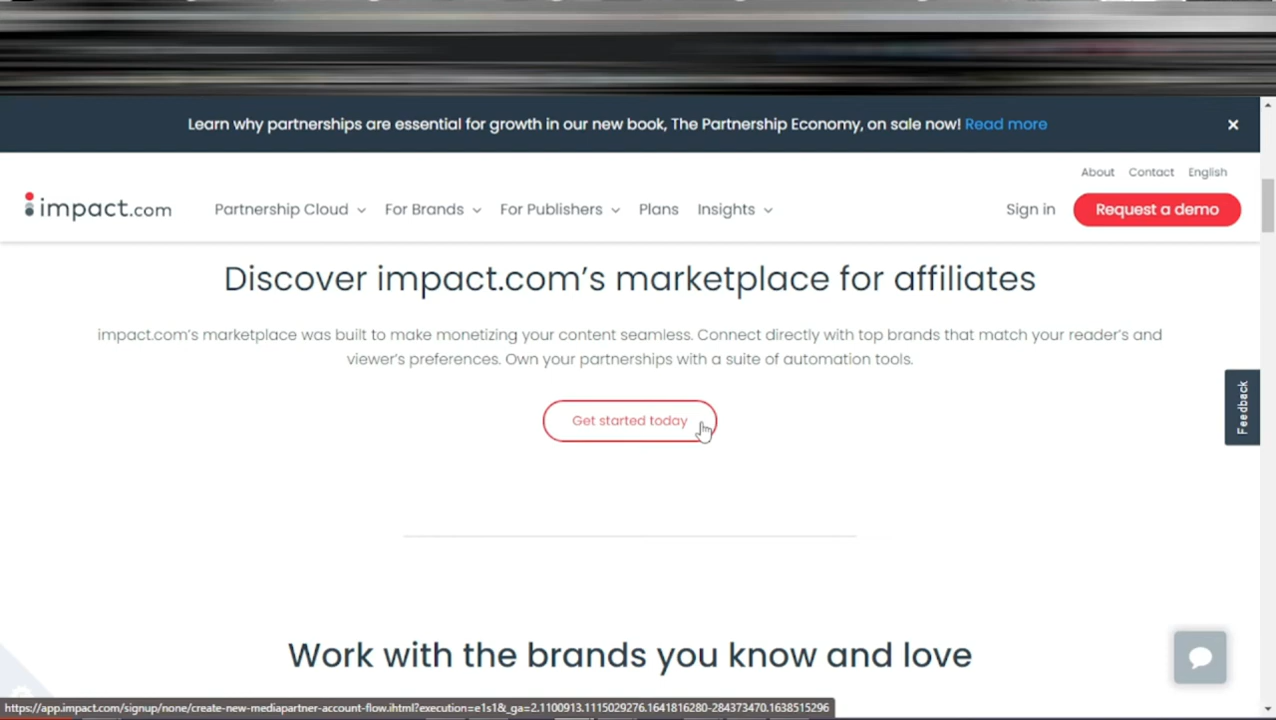 Learn why partnerships are essential for growth in our new book, The Partnership Economy, on sale now! Read more
About Contact English
impact.com Partnership Cloud For Brands For Publishers Plans Insights Sign in Request a demo
Discover impact.com's marketplace for affiliates
impact.com's marketplace was built to make monetizing your content seamless. Connect directly with top brands that match your reader's and
viewer's preferences. Own your partnerships with a suite of automation tools.
Get started today
Feedback
Work with the brands you know and love
https://app.impact.com/signup/none/create-new-mediapartner-account-flow.ihtml?execution=e1s1&_ga=2.1100913.1115029276.1641816280-284373470.1638515296